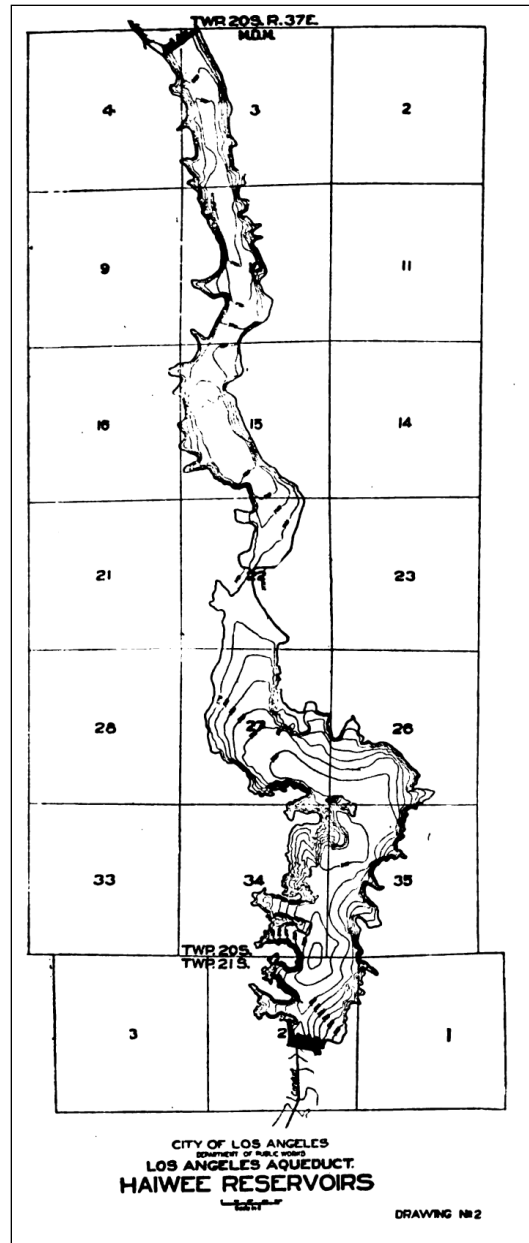 TWR 20S. R. 37E.
M.D.M.
4 3 2
9 11
16 15 14
21 22 23
28 27 26
33 34 35
TWP. 20S.
TWP. 21S.
3 2 1
CITY OF LOS ANGELES
DEPARTMENT OF PUBLIC WORKS
LOS ANGELES AQUEDUCT.
HAIWEE RESERVOIRS
DRAWING No 2